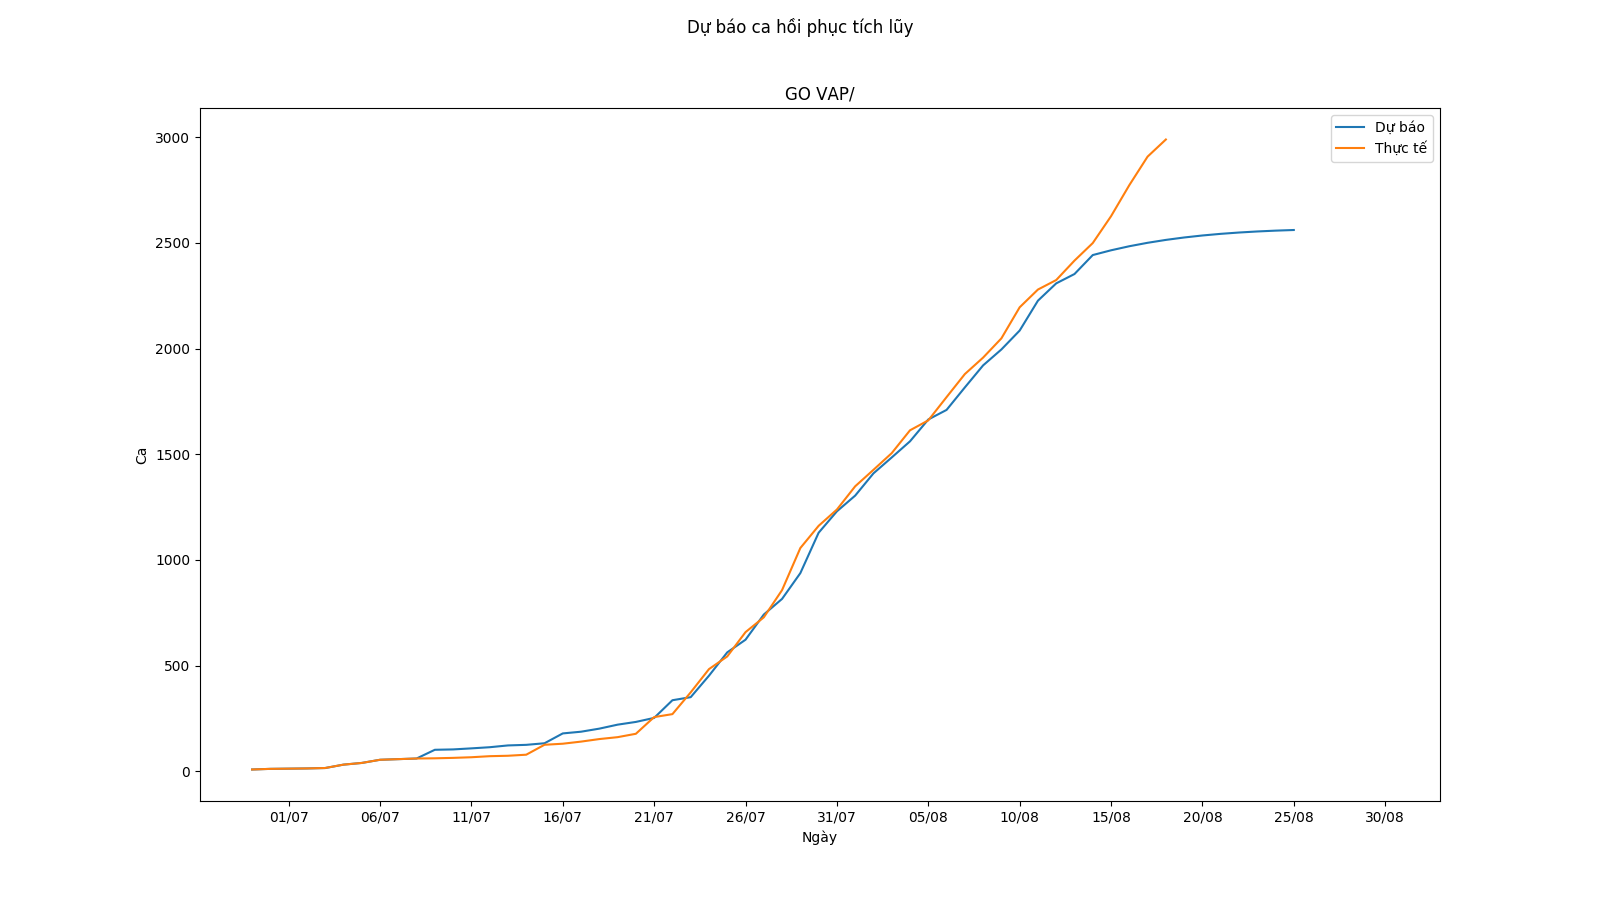 Dự báo ca hồi phục tích lũy
GO VAP/
Dự báo
Thực tế
3000
2500
2000
1500
1000
500
0
Ca
01/07 06/07 11/07 16/07 21/07 26/07 31/07 05/08 10/08 15/08 20/08 25/08 30/08
Ngày